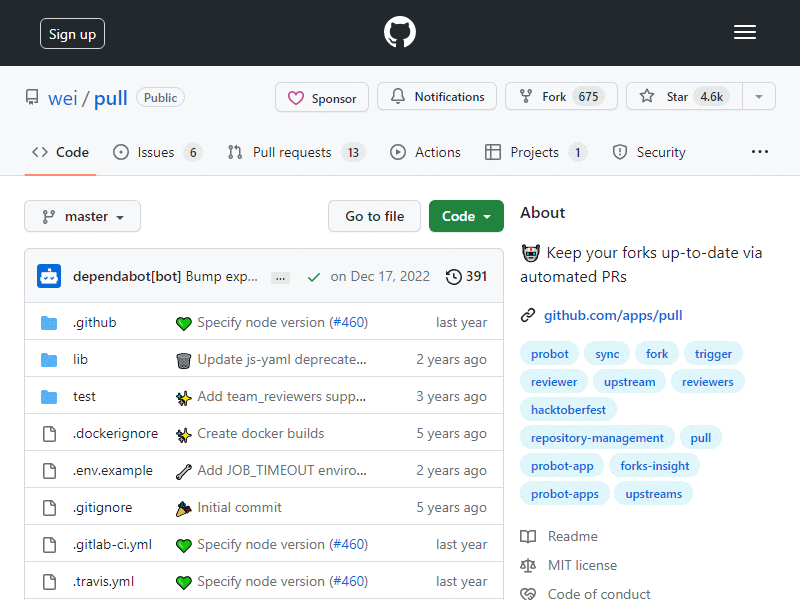 Sign up
wei / pull Public
Sponsor Notifications Fork 675 Star 4.6k
Code Issues 6 Pull requests 13 Actions Projects 1 Security
master Go to file Code
dependabot[bot] Bump exp... ... on Dec 17, 2022 391
.github Specify node version (#460) last year
lib Update js-yaml deprecate... 2 years ago
test Add team_reviewers supp... 3 years ago
.dockerignore Create docker builds 5 years ago
.env.example Add JOB_TIMEOUT enviro... 2 years ago
.gitignore Initial commit 5 years ago
.gitlab-ci.yml Specify node version (#460) last year
.travis.yml Specify node version (#460) last year
About
Keep your forks up-to-date via
automated PRs
github.com/apps/pull
probot sync fork trigger
reviewer upstream reviewers
hacktoberfest
repository-management pull
probot-app forks-insight
probot-apps upstreams
Readme
MIT license
Code of conduct